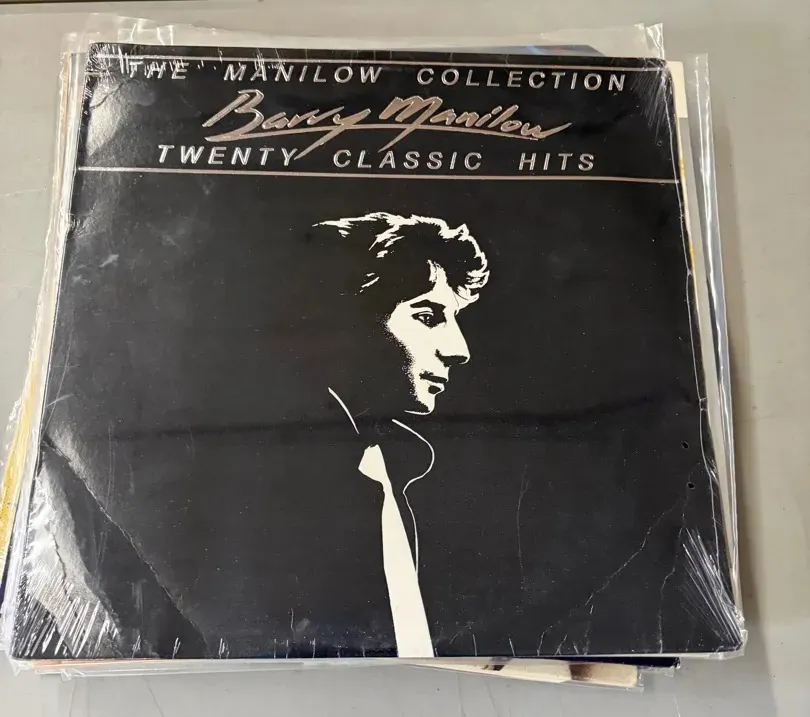 THE MANILOW COLLECTION
Barry Manilow
TWENTY CLASSIC HITS